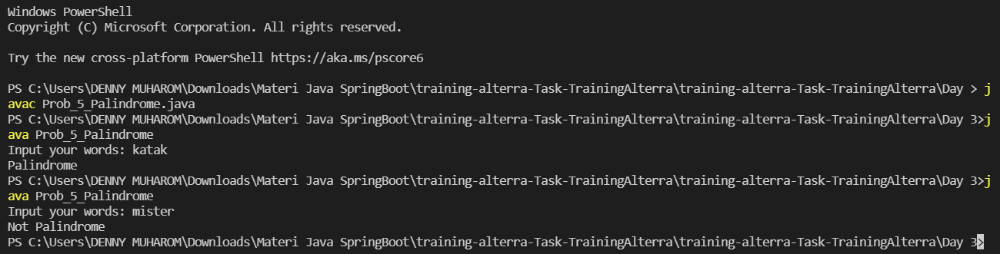 Windows PowerShell
Copyright (C) Microsoft Corporation. All rights reserved.
Try the new cross-platform PowerShell https://aka.ms/pscore6
PS C:\Users\DENNY MUHAROM\Downloads\Materi Java SpringBoot\training-alterra-Task-TrainingAlterra\training-alterra-Task-TrainingAlterra\Day > j
avac Prob_5_Palindrome.java
PS C:\Users\DENNY MUHAROM\Downloads\Materi Java SpringBoot\training-alterra-Task-TrainingAlterra\training-alterra-Task-TrainingAlterra\Day 3>j
ava Prob_5_Palindrome
Input your words: katak
Palindrome
PS C:\Users\DENNY MUHAROM\Downloads\Materi Java SpringBoot\training-alterra-Task-TrainingAlterra\training-alterra-Task-TrainingAlterra\Day 3>j
ava Prob_5_Palindrome
Input your words: mister
Not Palindrome
PS C:\Users\DENNY MUHAROM\Downloads\Materi Java SpringBoot\training-alterra-Task-TrainingAlterra\training-alterra-Task-TrainingAlterra\Day 3>